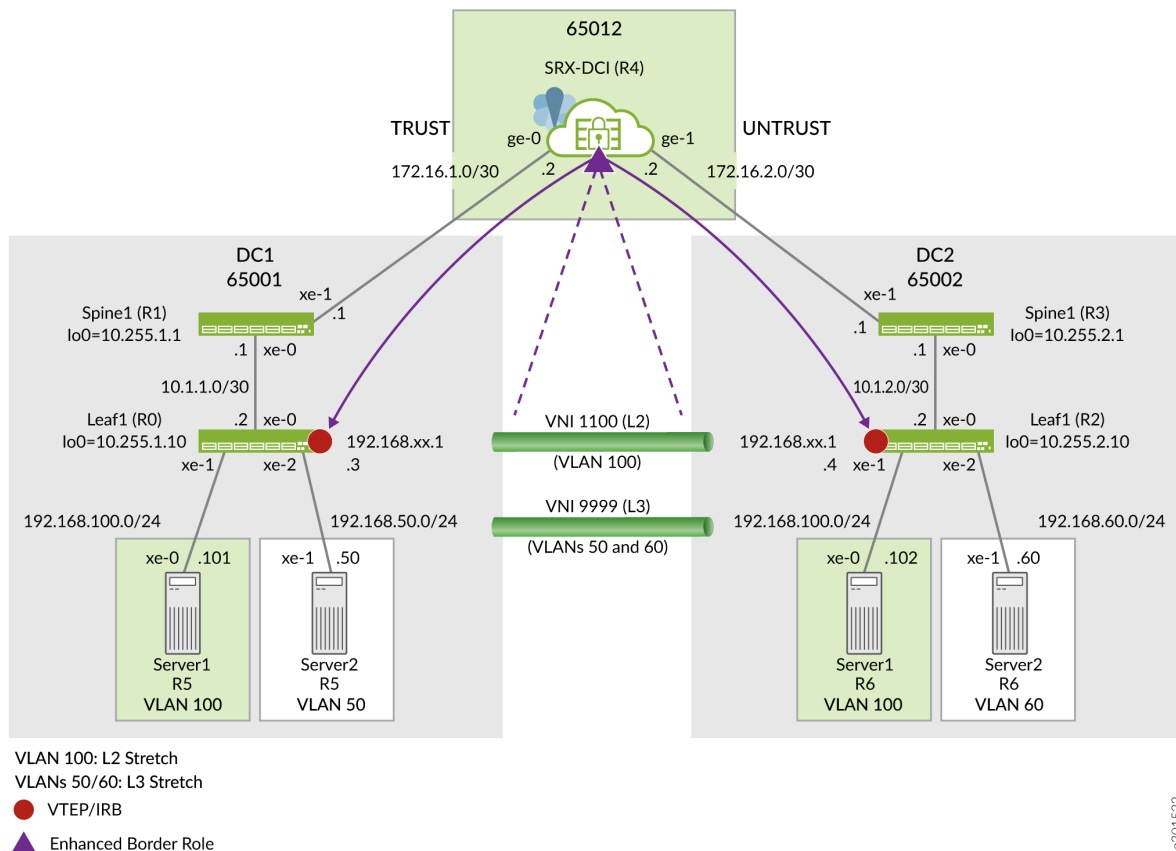 65012
SRX-DCI (R4)
TRUST
UNTRUST
ge-0
ge-1
172.16.1.0/30
.2
.2
172.16.2.0/30
DC1
65001
DC2
65002
xe-1
.1
xe-1
.1
Spine1 (R1)
lo0=10.255.1.1
Spine1 (R3)
lo0=10.255.2.1
.1 xe-0
.1 xe-0
10.1.1.0/30
10.1.2.0/30
.2 xe-0
.2 xe-0
Leaf1 (R0)
lo0=10.255.1.10
Leaf1 (R2)
lo0=10.255.2.10
xe-1
xe-2
192.168.xx.1
.3
VNI 1100 (L2)
(VLAN 100)
192.168.xx.1
.4
xe-1
xe-2
VNI 9999 (L3)
(VLANs 50 and 60)
192.168.100.0/24
192.168.50.0/24
192.168.100.0/24
192.168.60.0/24
xe-0 .101
xe-1 .50
xe-0 .102
xe-1 .60
Server1
R5
VLAN 100
Server2
R5
VLAN 50
Server1
R6
VLAN 100
Server2
R6
VLAN 60
VLAN 100: L2 Stretch
VLANs 50/60: L3 Stretch
VTEP/IRB
Enhanced Border Role